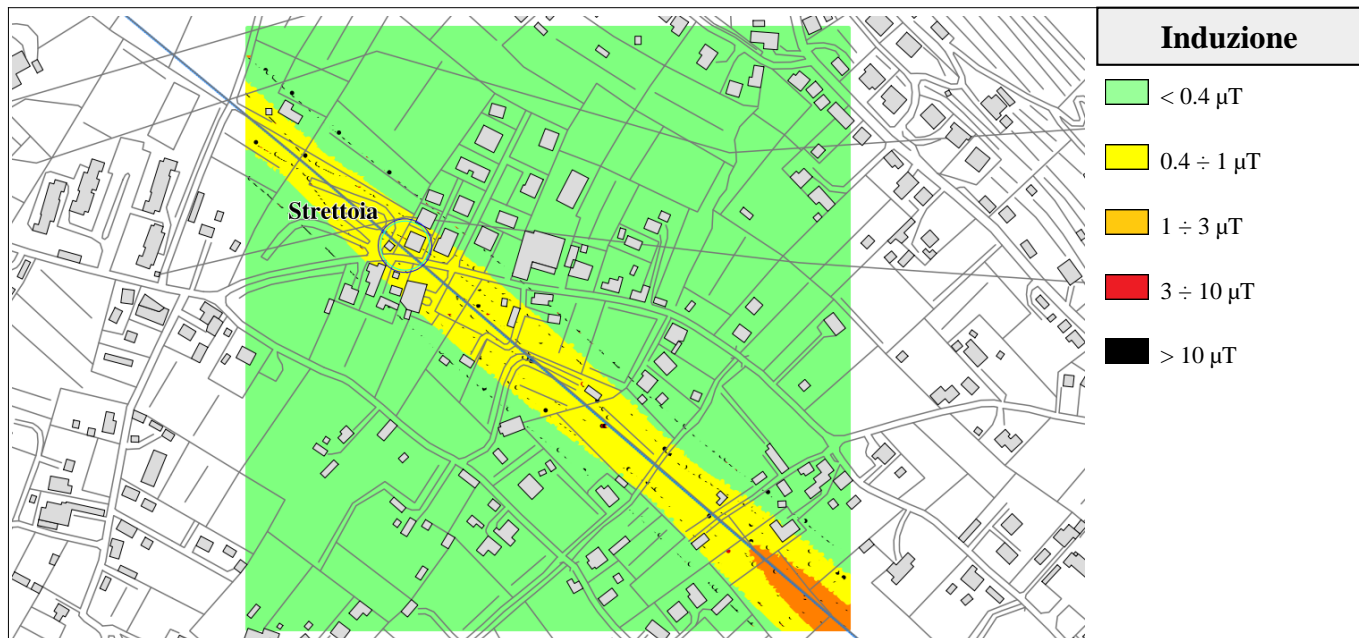 Induzione
< 0.4 µT
0.4 ÷ 1 µT
1 ÷ 3 µT
3 ÷ 10 µT
> 10 µT
Strettoia